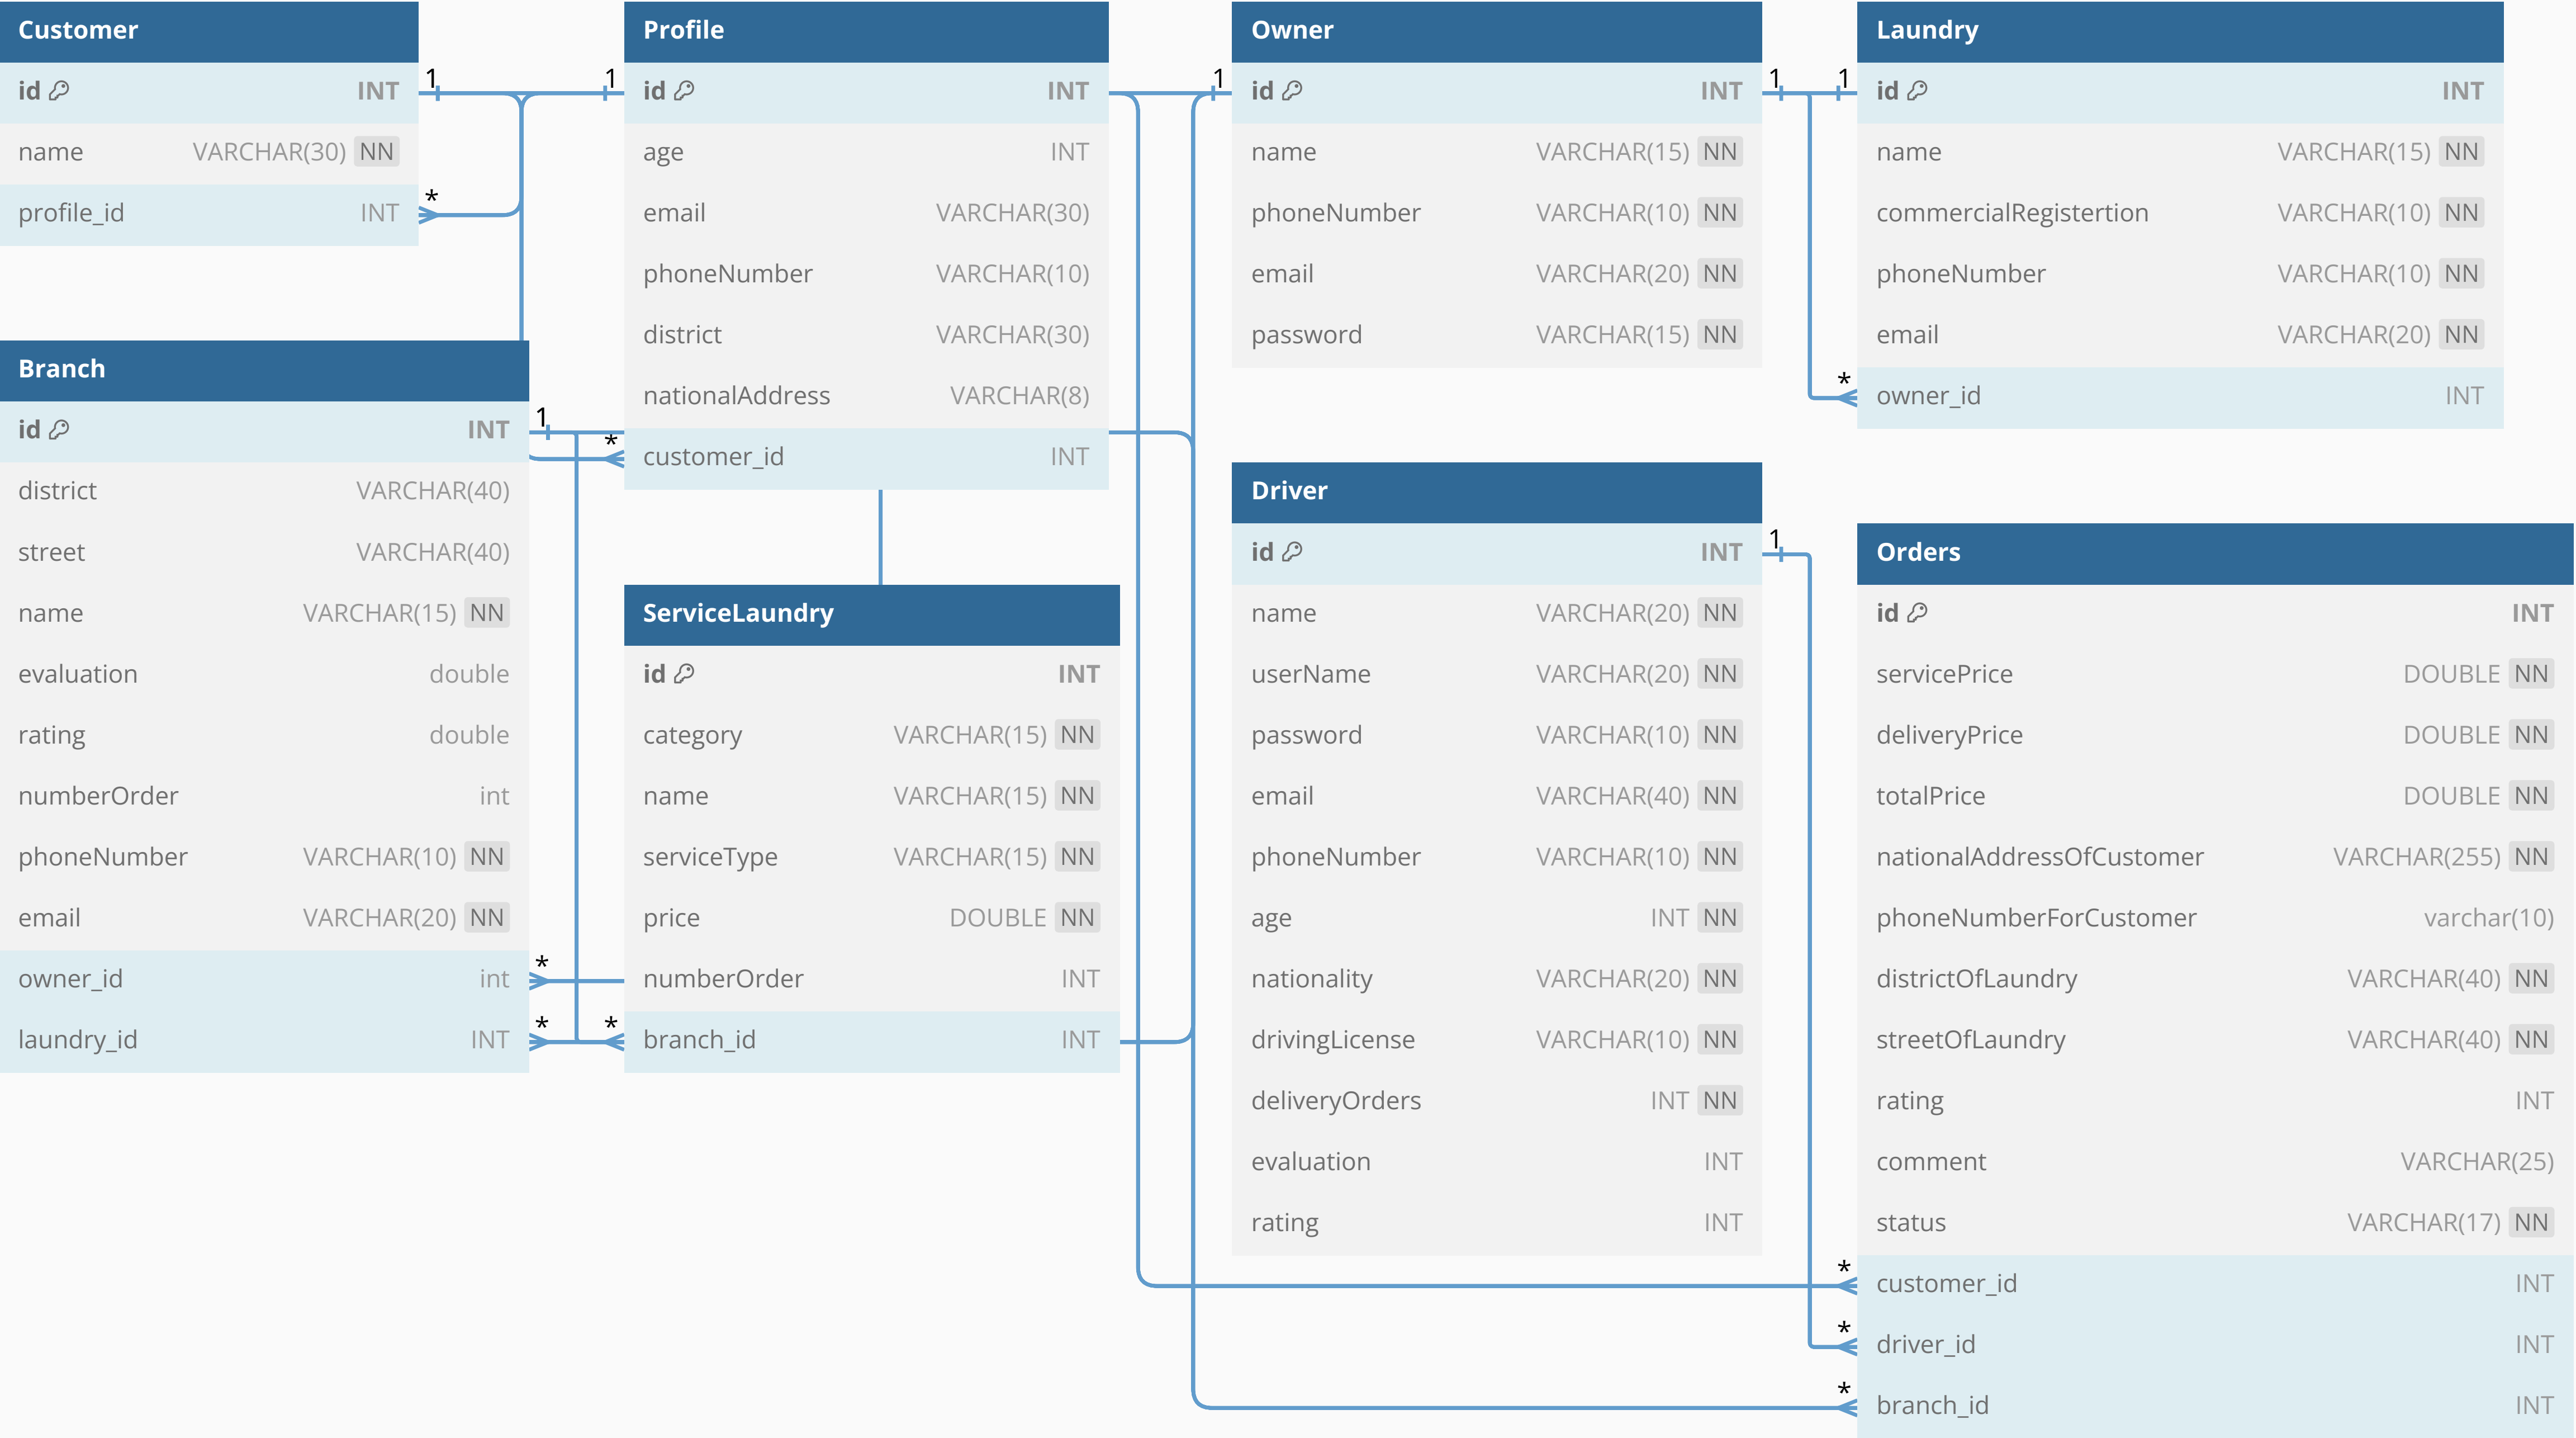 Customer
id INT
name VARCHAR(30) NN
profile_id INT
1
*
Profile
id INT
age INT
email VARCHAR(30)
phoneNumber VARCHAR(10)
district VARCHAR(30)
nationalAddress VARCHAR(8)
customer_id INT
1
*
Owner
id INT
name VARCHAR(15) NN
phoneNumber VARCHAR(10) NN
email VARCHAR(20) NN
password VARCHAR(15) NN
1
1
Laundry
id INT
name VARCHAR(15) NN
commercialRegistertion VARCHAR(10) NN
phoneNumber VARCHAR(10) NN
email VARCHAR(20) NN
owner_id INT
1
*
Branch
id INT
district VARCHAR(40)
street VARCHAR(40)
name VARCHAR(15) NN
evaluation double
rating double
numberOrder int
phoneNumber VARCHAR(10) NN
email VARCHAR(20) NN
owner_id int
laundry_id INT
1
*
*
ServiceLaundry
id INT
category VARCHAR(15) NN
name VARCHAR(15) NN
serviceType VARCHAR(15) NN
price DOUBLE NN
numberOrder INT
branch_id INT
*
Driver
id INT
name VARCHAR(20) NN
userName VARCHAR(20) NN
password VARCHAR(10) NN
email VARCHAR(40) NN
phoneNumber VARCHAR(10) NN
age INT NN
nationality VARCHAR(20) NN
drivingLicense VARCHAR(10) NN
deliveryOrders INT NN
evaluation INT
rating INT
1
Orders
id INT
servicePrice DOUBLE NN
deliveryPrice DOUBLE NN
totalPrice DOUBLE NN
nationalAddressOfCustomer VARCHAR(255) NN
phoneNumberForCustomer varchar(10)
districtOfLaundry VARCHAR(40) NN
streetOfLaundry VARCHAR(40) NN
rating INT
comment VARCHAR(25)
status VARCHAR(17) NN
customer_id INT
driver_id INT
branch_id INT
*
*
*